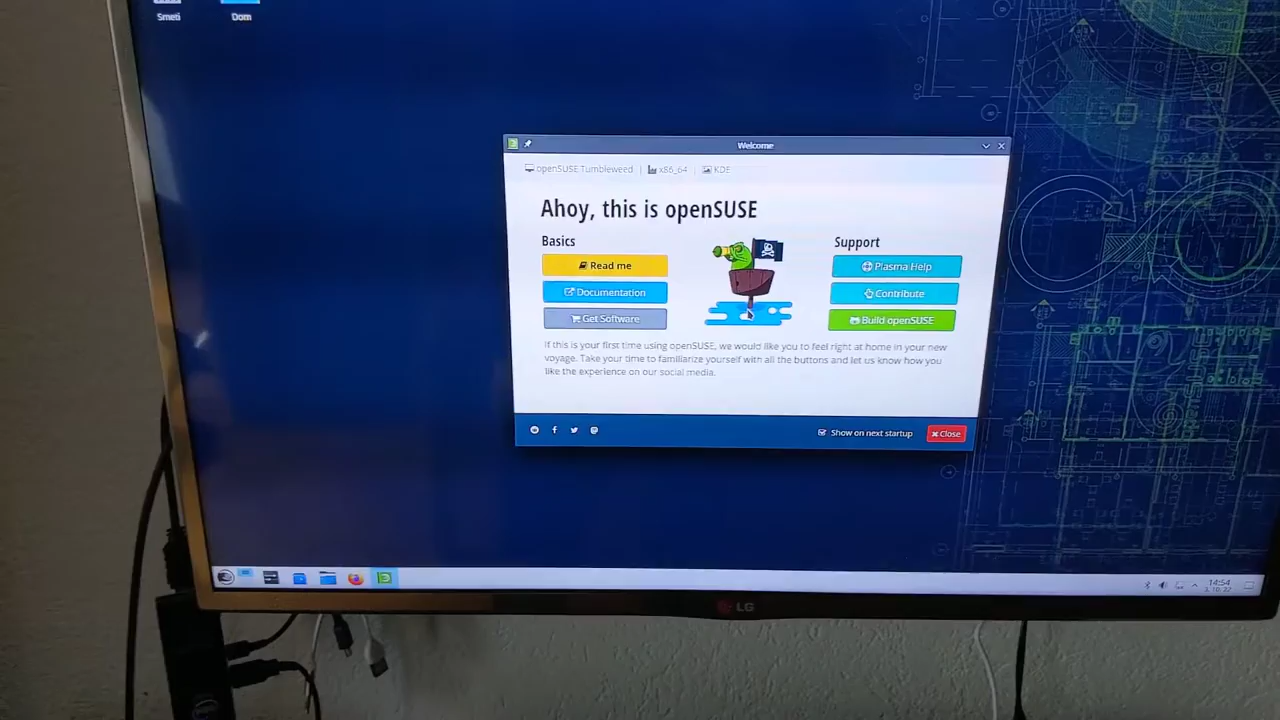 Smeti
Dom
Welcome
openSUSE Tumbleweed
x86_64
KDE
Ahoy, this is openSUSE
Basics
Support
Read me
Plasma Help
Documentation
Contribute
Get Software
Build openSUSE
If this is your first time using openSUSE, we would like you to feel right at home in your new
voyage. Take your time to familiarize yourself with all the buttons and let us know how you
like the experience on our social media.
Show on next startup
Close
14:54
3. 10. 22
LG